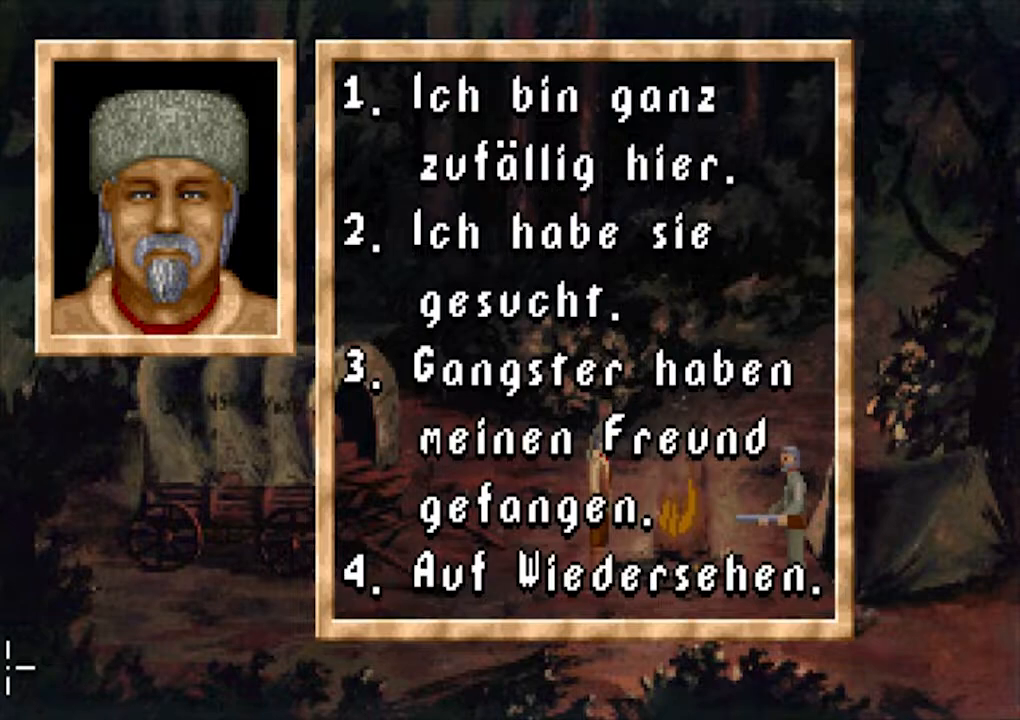 1. Ich bin ganz
zufällig hier.
2. Ich habe sie
gesucht.
3. Gangster haben
meinen Freund
gefangen.
4. Auf Wiedersehen.